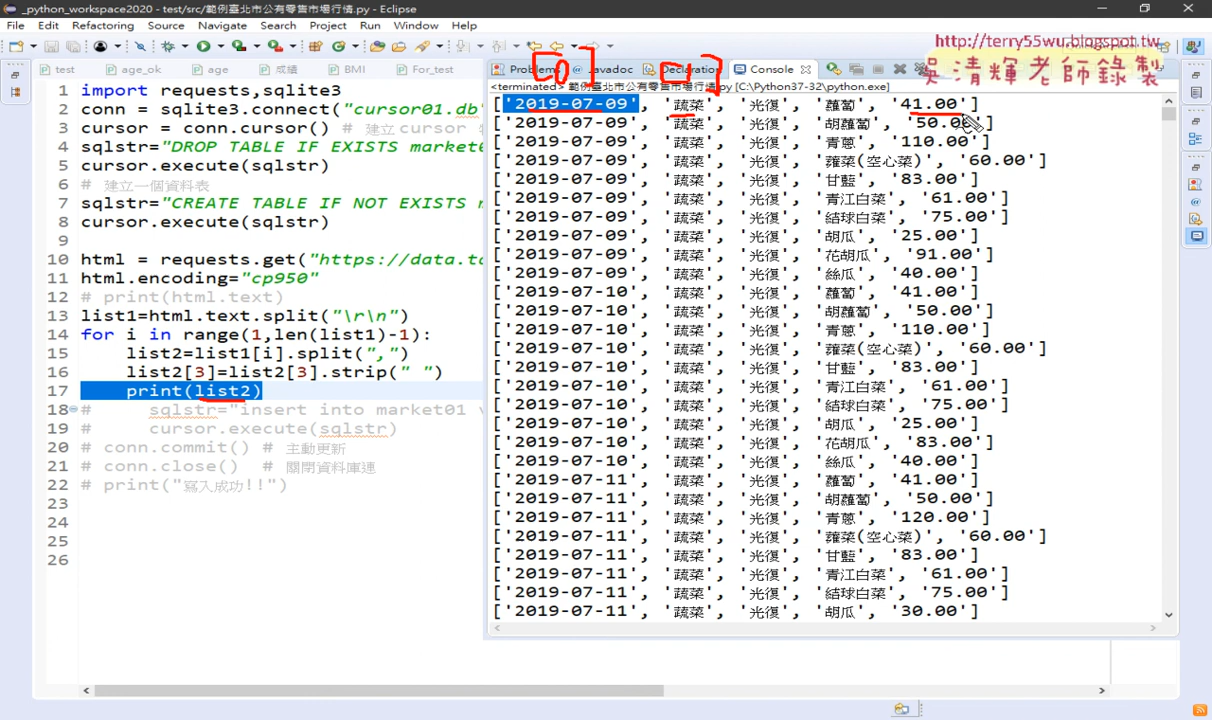 _python_workspace2020 - test/src/範例臺北市公有零售市場行情.py - Eclipse
File Edit Refactoring Source Navigate Search Project Run Window Help
http://terry55wu.blogspot.tw
吳清輝老師錄製
test age_ok age 成績 BMI For_test
Problems Javadoc Declaration Console
[0] [1]
<terminated> 範例臺北市公有零售市場行情.py [C:\Python37-32\python.exe]
1 import requests,sqlite3
2 conn = sqlite3.connect("cursor01.db"
3 cursor = conn.cursor() # 建立 cursor
4 sqlstr="DROP TABLE IF EXISTS market0
5 cursor.execute(sqlstr)
6 # 建立一個資料表
7 sqlstr="CREATE TABLE IF NOT EXISTS
8 cursor.execute(sqlstr)
9
10 html = requests.get("https://data.ta
11 html.encoding="cp950"
12 # print(html.text)
13 list1=html.text.split("\r\n")
14 for i in range(1,len(list1)-1):
15 list2=list1[i].split(",")
16 list2[3]=list2[3].strip(" ")
17 print(list2)
18 # sqlstr="insert into market01 v
19 # cursor.execute(sqlstr)
20 # conn.commit() # 主動更新
21 # conn.close() # 關閉資料庫連
22 # print("寫入成功!!")
23
24
25
26
['2019-07-09', '蔬菜', '光復', '蘿蔔', '41.00']
['2019-07-09', '蔬菜', '光復', '胡蘿蔔', '50.00']
['2019-07-09', '蔬菜', '光復', '青蔥', '110.00']
['2019-07-09', '蔬菜', '光復', '蕹菜(空心菜)', '60.00']
['2019-07-09', '蔬菜', '光復', '甘藍', '83.00']
['2019-07-09', '蔬菜', '光復', '青江白菜', '61.00']
['2019-07-09', '蔬菜', '光復', '結球白菜', '75.00']
['2019-07-09', '蔬菜', '光復', '胡瓜', '25.00']
['2019-07-09', '蔬菜', '光復', '花胡瓜', '91.00']
['2019-07-09', '蔬菜', '光復', '絲瓜', '40.00']
['2019-07-10', '蔬菜', '光復', '蘿蔔', '41.00']
['2019-07-10', '蔬菜', '光復', '胡蘿蔔', '50.00']
['2019-07-10', '蔬菜', '光復', '青蔥', '110.00']
['2019-07-10', '蔬菜', '光復', '蕹菜(空心菜)', '60.00']
['2019-07-10', '蔬菜', '光復', '甘藍', '83.00']
['2019-07-10', '蔬菜', '光復', '青江白菜', '61.00']
['2019-07-10', '蔬菜', '光復', '結球白菜', '75.00']
['2019-07-10', '蔬菜', '光復', '胡瓜', '25.00']
['2019-07-10', '蔬菜', '光復', '花胡瓜', '83.00']
['2019-07-10', '蔬菜', '光復', '絲瓜', '40.00']
['2019-07-11', '蔬菜', '光復', '蘿蔔', '41.00']
['2019-07-11', '蔬菜', '光復', '胡蘿蔔', '50.00']
['2019-07-11', '蔬菜', '光復', '青蔥', '120.00']
['2019-07-11', '蔬菜', '光復', '蕹菜(空心菜)', '60.00']
['2019-07-11', '蔬菜', '光復', '甘藍', '83.00']
['2019-07-11', '蔬菜', '光復', '青江白菜', '61.00']
['2019-07-11', '蔬菜', '光復', '結球白菜', '75.00']
['2019-07-11', '蔬菜', '光復', '胡瓜', '30.00']